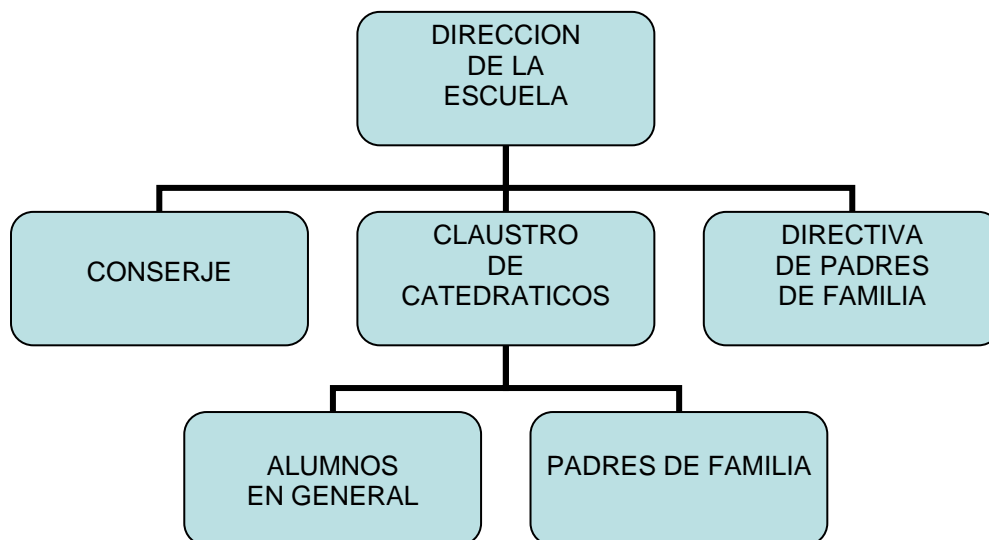 DIRECCION
DE LA
ESCUELA
CONSERJE
CLAUSTRO
DE
CATEDRATICOS
DIRECTIVA
DE PADRES
DE FAMILIA
ALUMNOS
EN GENERAL
PADRES DE FAMILIA